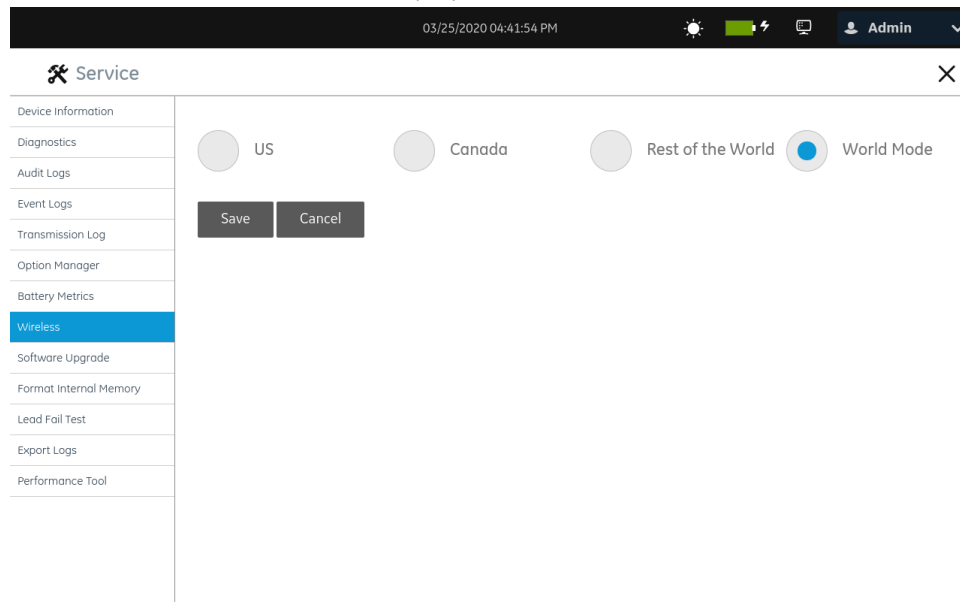 03/25/2020 04:41:54 PM
Admin
Service
Device Information
Diagnostics
Audit Logs
Event Logs
Transmission Log
Option Manager
Battery Metrics
Wireless
Software Upgrade
Format Internal Memory
Lead Fail Test
Export Logs
Performance Tool
US Canada Rest of the World World Mode
Save Cancel